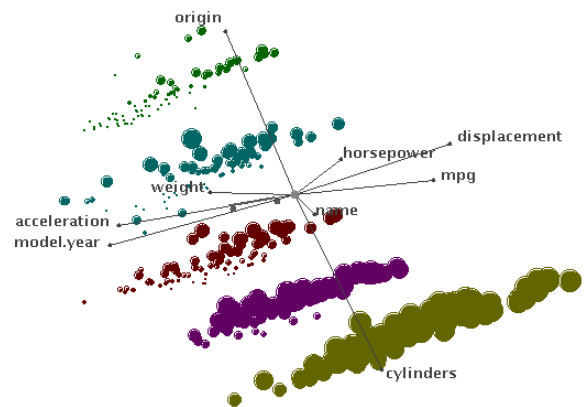 origin
displacement
horsepower
mpg
weight
name
acceleration
model.year
cylinders